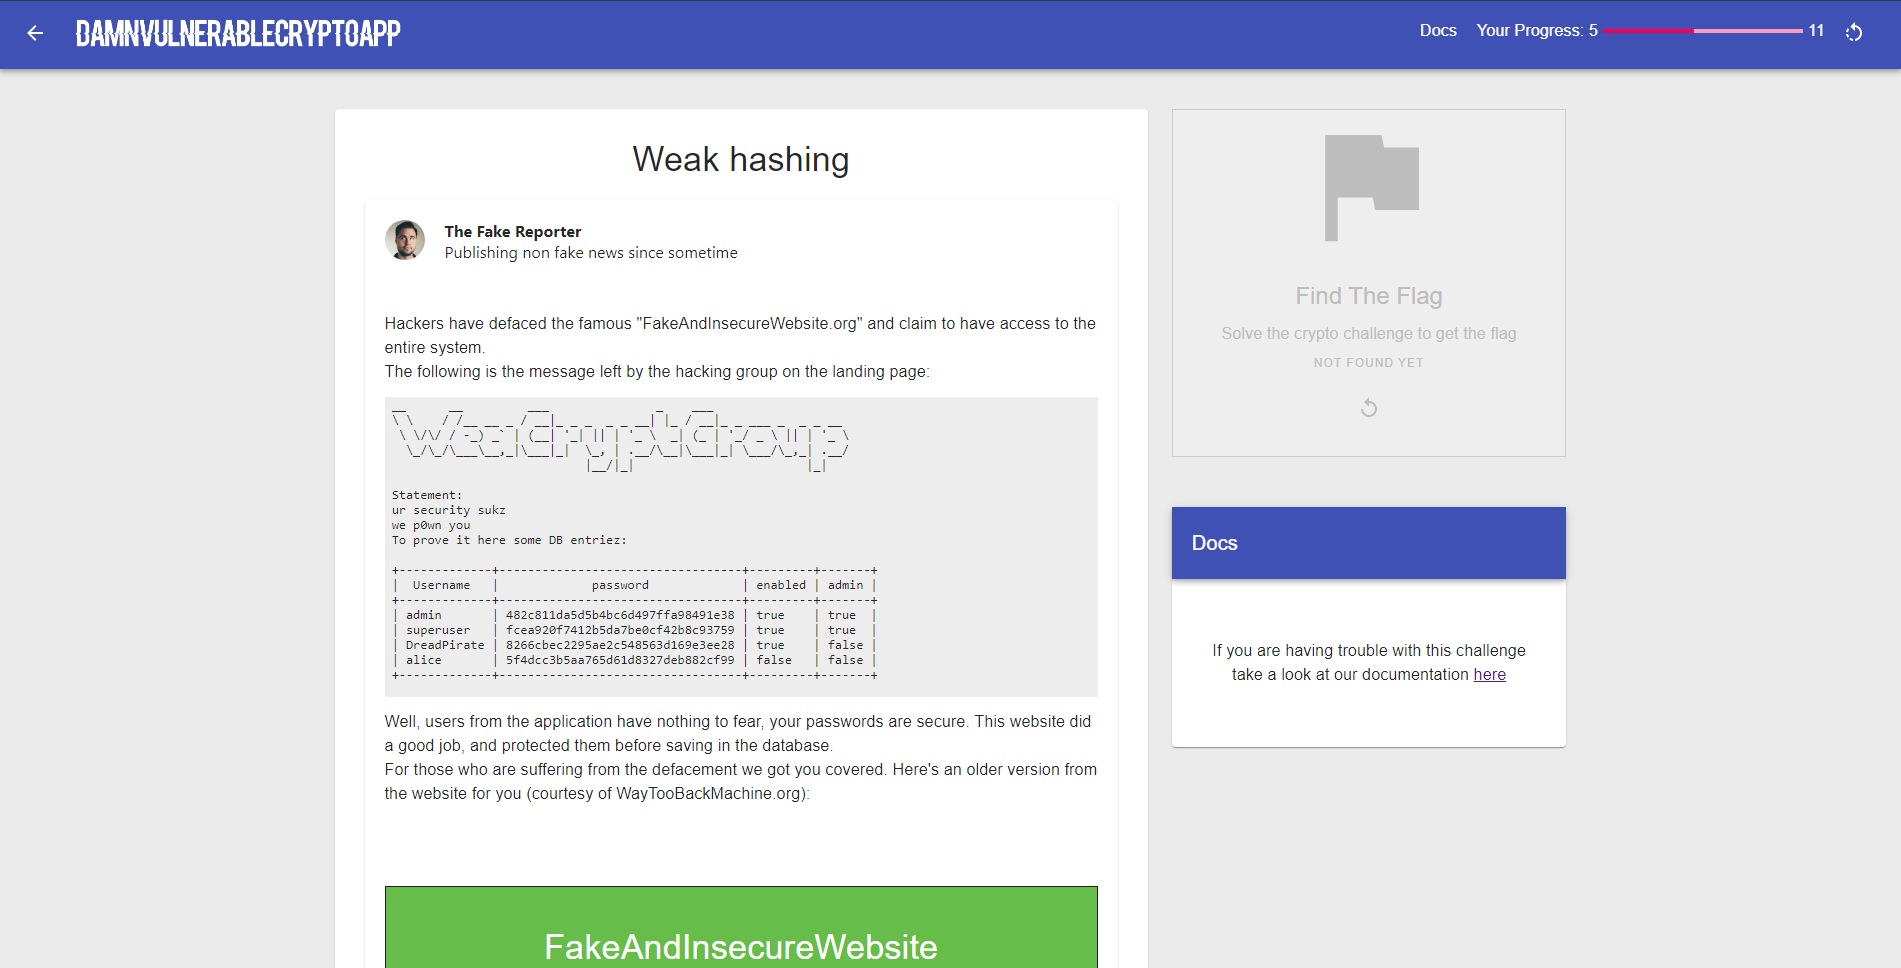 DAMNVULNERABLECRYPTOAPP
Docs Your Progress: 5 11
Weak hashing
The Fake Reporter
Publishing non fake news since sometime
Hackers have defaced the famous "FakeAndInsecureWebsite.org" and claim to have access to the
entire system.
The following is the message left by the hacking group on the landing page:
WeaCryptGroup
Statement:
ur security sukz
we p0wn you
To prove it here some DB entriez:
+-------------+----------------------------------+---------+-------+
| Username | password | enabled | admin |
+-------------+----------------------------------+---------+-------+
| admin | 482c811da5d5b4bc6d497ffa98491e38 | true | true |
| superuser | fcea920f7412b5da7be0cf42b8c93759 | true | true |
| DreadPirate | 8266cbec2295ae2c548563d169e3ee28 | true | false |
| alice | 5f4dcc3b5aa765d61d8327deb882cf99 | false | false |
+-------------+----------------------------------+---------+-------+
Well, users from the application have nothing to fear, your passwords are secure. This website did
a good job, and protected them before saving in the database.
For those who are suffering from the defacement we got you covered. Here's an older version from
the website for you (courtesy of WayTooBackMachine.org):
FakeAndInsecureWebsite
Find The Flag
Solve the crypto challenge to get the flag
NOT FOUND YET
Docs
If you are having trouble with this challenge
take a look at our documentation here